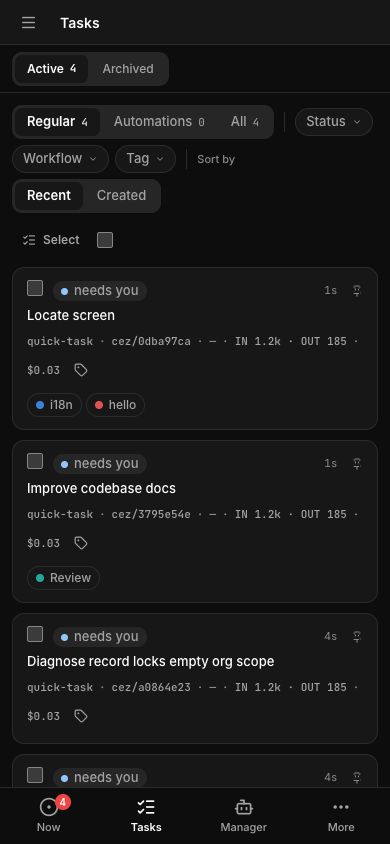 Tasks
Active 4 Archived
Regular 4 Automations 0 All 4 Status
Workflow Tag Sort by
Recent Created
Select
needs you 1s
Locate screen
quick-task · cez/0dba97ca · — · IN 1.2k · OUT 185 ·
$0.03
i18n hello
needs you 1s
Improve codebase docs
quick-task · cez/3795e54e · — · IN 1.2k · OUT 185 ·
$0.03
Review
needs you 4s
Diagnose record locks empty org scope
quick-task · cez/a0864e23 · — · IN 1.2k · OUT 185 ·
$0.03
needs you 4s
4
Now Tasks Manager More